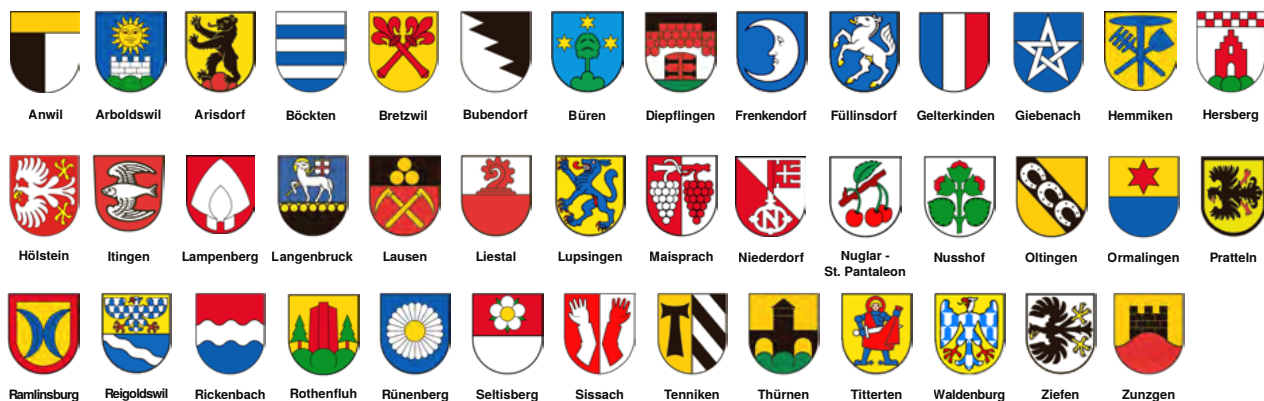 Anwil Arboldswil Arisdorf Böckten Bretzwil Bubendorf Büren Diepflingen Frenkendorf Füllinsdorf Gelterkinden Giebenach Hemmiken Hersberg
Hölstein Itingen Lampenberg Langenbruck Lausen Liestal Lupsingen Maisprach Niederdorf Nuglar - Nusshof Oltingen Ormalingen Pratteln
St. Pantaleon
Ramlinsburg Reigoldswil Rickenbach Rothenfluh Rünenberg Seltisberg Sissach Tenniken Thürnen Titterten Waldenburg Ziefen Zunzgen